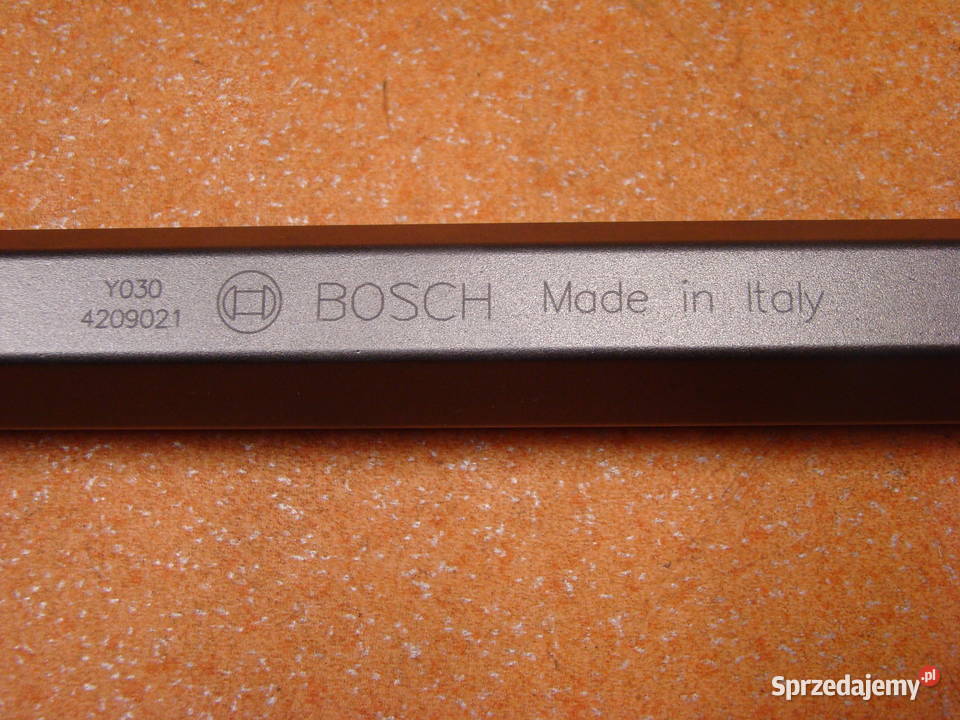 Y030
4209021
BOSCH Made in Italy
Sprzedajemy.pl